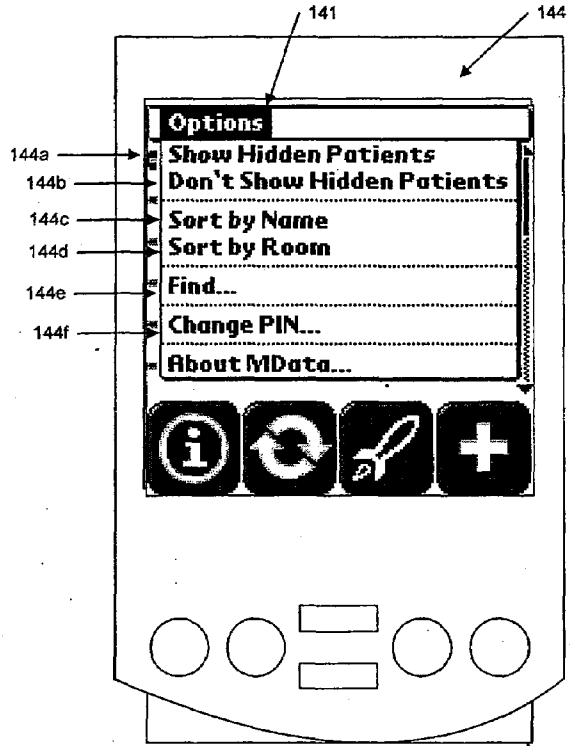 141
144
Options
144a
Show Hidden Patients
144b
Don't Show Hidden Patients
144c
Sort by Name
144d
Sort by Room
144e
Find...
144f
Change PIN...
About MData...
i